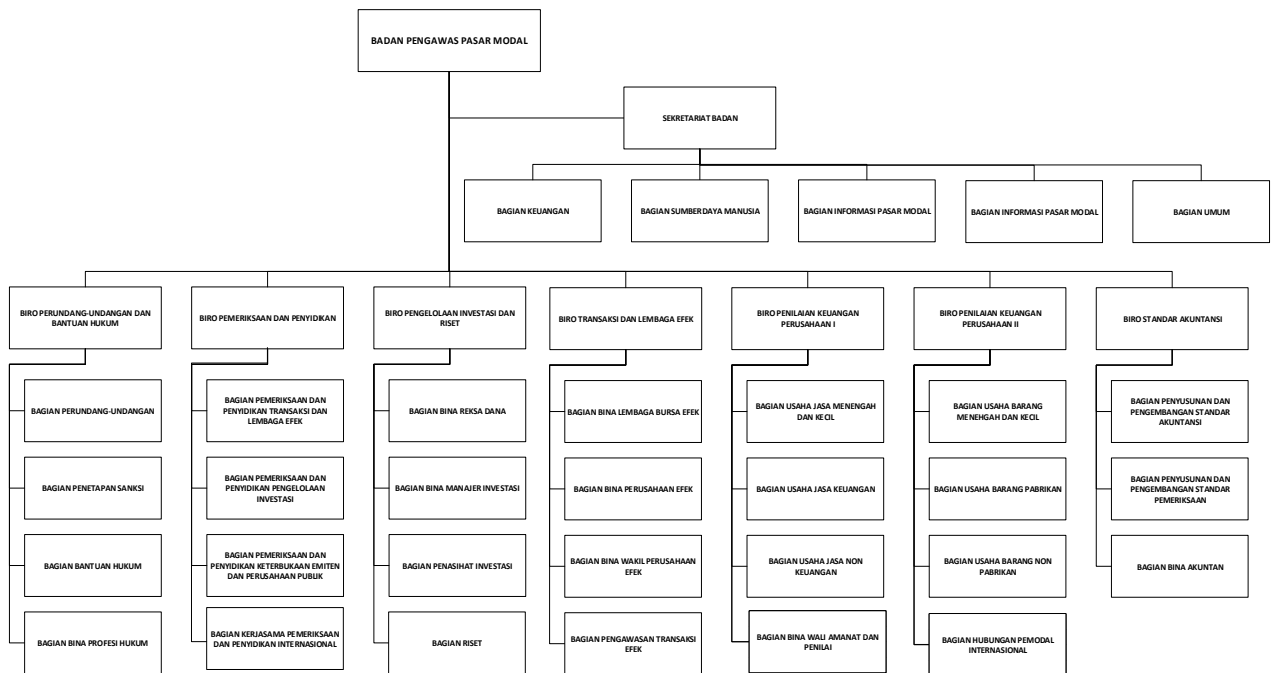 BADAN PENGAWAS PASAR MODAL
SEKRETARIAT BADAN
BAGIAN KEUANGAN
BAGIAN SUMBERDAYA MANUSIA
BAGIAN INFORMASI PASAR MODAL
BAGIAN INFORMASI PASAR MODAL
BAGIAN UMUM
BIRO PERUNDANG-UNDANGAN DAN
BANTUAN HUKUM
BIRO PEMERIKSAAN DAN PENYIDIKAN
BIRO PENGELOLAAN INVESTASI DAN
RISET
BIRO TRANSAKSI DAN LEMBAGA EFEK
BIRO PENILAIAN KEUANGAN
PERUSAHAAN I
BIRO PENILAIAN KEUANGAN
PERUSAHAAN II
BIRO STANDAR AKUNTANSI
BAGIAN PERUNDANG-UNDANGAN
BAGIAN PEMERIKSAAN DAN
PENYIDIKAN TRANSAKSI DAN
LEMBAGA EFEK
BAGIAN BINA REKSA DANA
BAGIAN BINA LEMBAGA BURSA EFEK
BAGIAN USAHA JASA MENENGAH
DAN KECIL
BAGIAN USAHA BARANG
MENEHGAH DAN KECIL
BAGIAN PENYUSUNAN DAN
PENGEMBANGAN STANDAR
AKUNTANSI
BAGIAN PENETAPAN SANKSI
BAGIAN PEMERIKSAAN DAN
PENYIDIKAN PENGELOLAAN
INVESTASI
BAGIAN BINA MANAJER INVESTASI
BAGIAN BINA PERUSAHAAN EFEK
BAGIAN USAHA JASA KEUANGAN
BAGIAN USAHA BARANG PABRIKAN
BAGIAN PENYUSUNAN DAN
PENGEMBANGAN STANDAR
PEMERIKSAAN
BAGIAN BANTUAN HUKUM
BAGIAN PEMERIKSAAN DAN
PENYIDIKAN KETERBUKAAN EMITEN
DAN PERUSAHAAN PUBLIK
BAGIAN PENASIHAT INVESTASI
BAGIAN BINA WAKIL PERUSAHAAN
EFEK
BAGIAN USAHA JASA NON
KEUANGAN
BAGIAN USAHA BARANG NON
PABRIKAN
BAGIAN BINA AKUNTAN
BAGIAN BINA PROFESI HUKUM
BAGIAN KERJASAMA PEMERIKSAAN
DAN PENYIDIKAN INTERNASIONAL
BAGIAN RISET
BAGIAN PENGAWASAN TRANSAKSI
EFEK
BAGIAN BINA WALI AMANAT DAN
PENILAI
BAGIAN HUBUNGAN PEMODAL
INTERNASIONAL